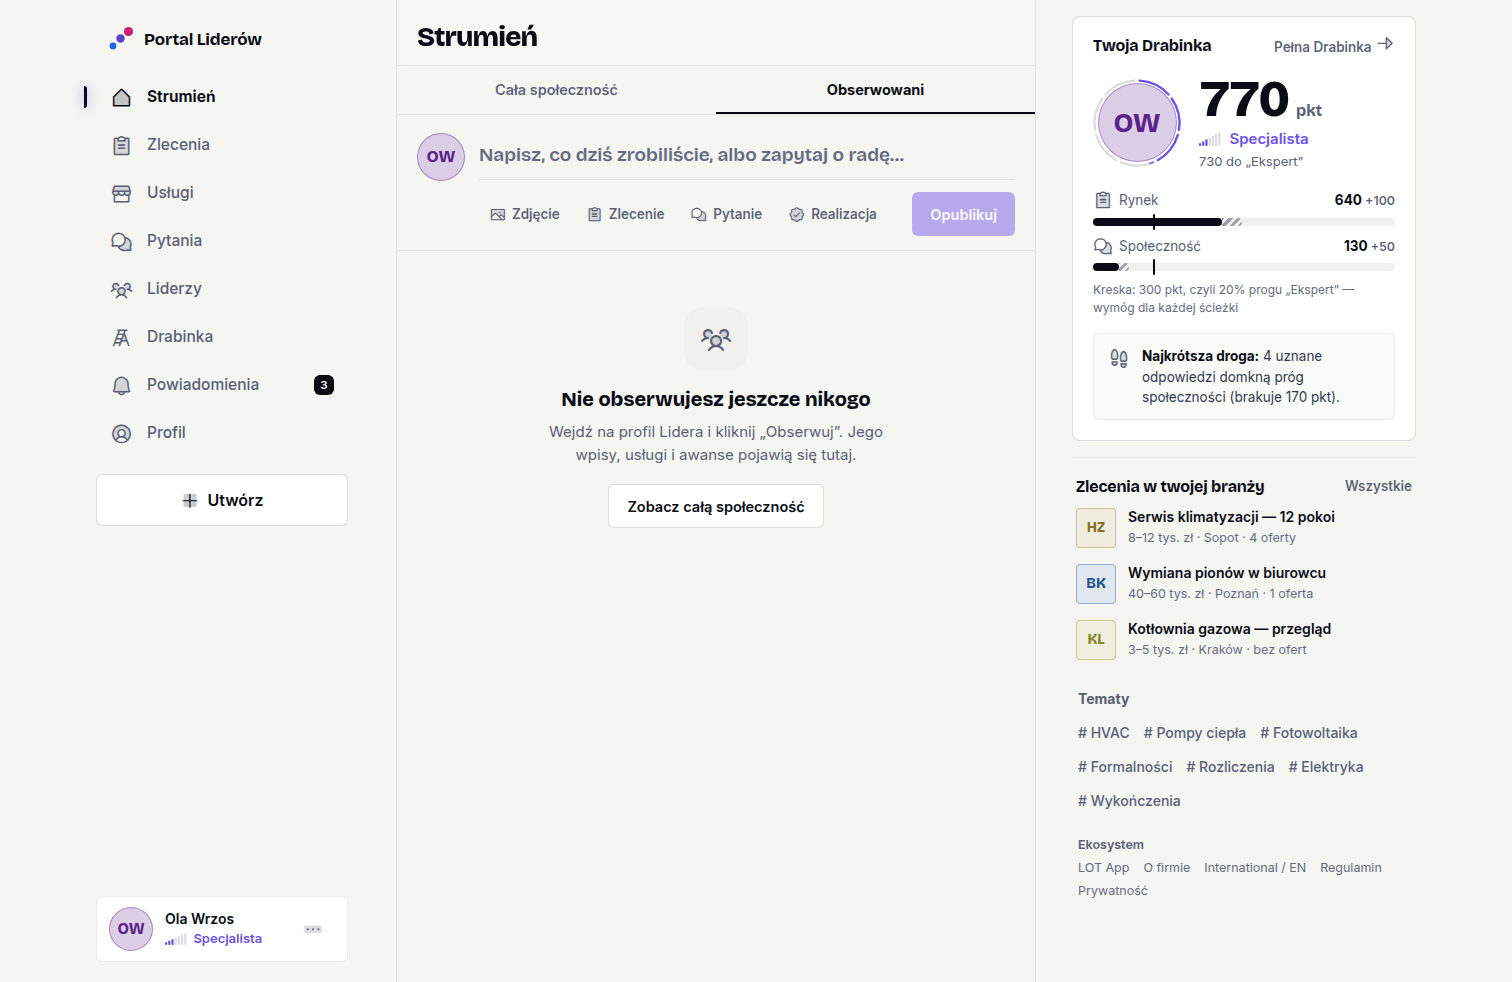 Portal Liderów
Strumień
Zlecenia
Usługi
Pytania
Liderzy
Drabinka
Powiadomienia 3
Profil
Utwórz
OW
Ola Wrzos
Specjalista
Strumień
Cała społeczność Obserwowani
OW Napisz, co dziś zrobiliście, albo zapytaj o radę...
Zdjęcie Zlecenie Pytanie Realizacja Opublikuj
Nie obserwujesz jeszcze nikogo
Wejdź na profil Lidera i kliknij „Obserwuj”. Jego
wpisy, usługi i awanse pojawią się tutaj.
Zobacz całą społeczność
Twoja Drabinka Pełna Drabinka
OW
770 pkt
Specjalista
730 do „Ekspert”
Rynek 640 +100
Społeczność 130 +50
Kreska: 300 pkt, czyli 20% progu „Ekspert” —
wymóg dla każdej ścieżki
Najkrótsza droga: 4 uznane
odpowiedzi domkną próg
społeczności (brakuje 170 pkt).
Zlecenia w twojej branży Wszystkie
HZ
Serwis klimatyzacji — 12 pokoi
8–12 tys. zł · Sopot · 4 oferty
BK
Wymiana pionów w biurowcu
40–60 tys. zł · Poznań · 1 oferta
KL
Kotłownia gazowa — przegląd
3–5 tys. zł · Kraków · bez ofert
Tematy
# HVAC # Pompy ciepła # Fotowoltaika
# Formalności # Rozliczenia # Elektryka
# Wykończenia
Ekosystem
LOT App O firmie International / EN Regulamin
Prywatność